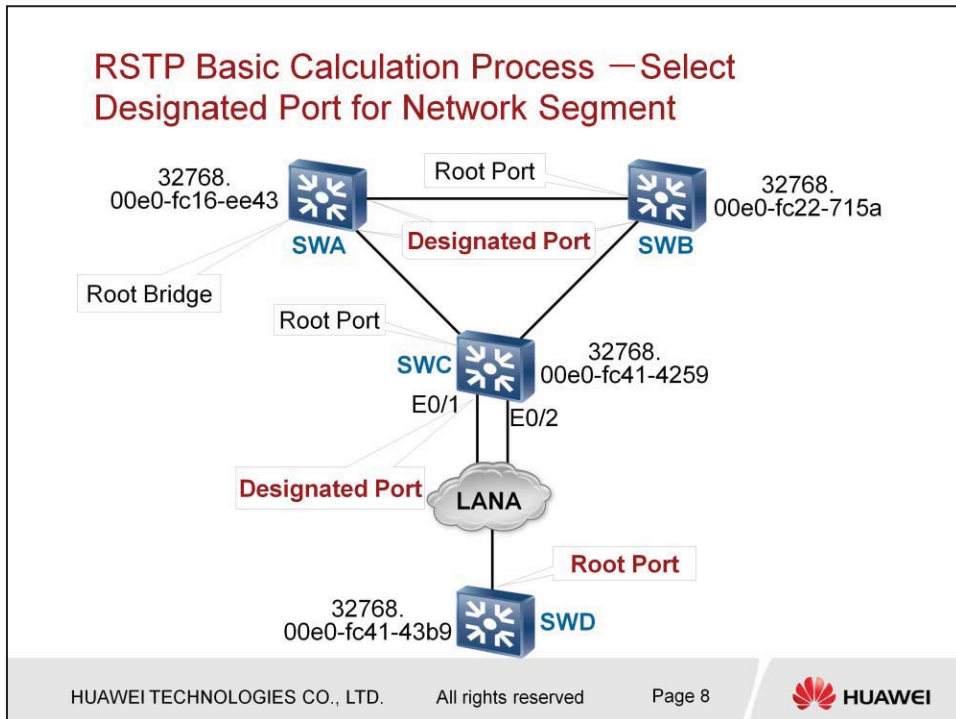 RSTP Basic Calculation Process —Select
Designated Port for Network Segment
32768.
00e0-fc16-ee43
Root Port
32768.
00e0-fc22-715a
SWA
Designated Port
SWB
Root Bridge
Root Port
SWC
32768.
00e0-fc41-4259
E0/1
E0/2
Designated Port
LANA
Root Port
32768.
00e0-fc41-43b9
SWD
HUAWEI TECHNOLOGIES CO., LTD.
All rights reserved
Page 8
HUAWEI